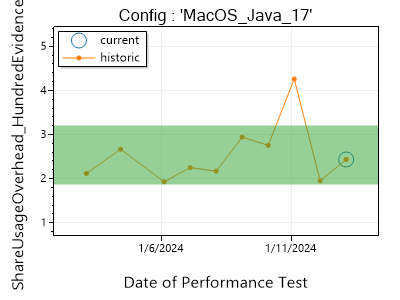 Config : 'MacOS_Java_17'
ShareUsageOverhead_HundredEvidence
current
historic
5
4
3
2
1
1/6/2024
1/11/2024
Date of Performance Test